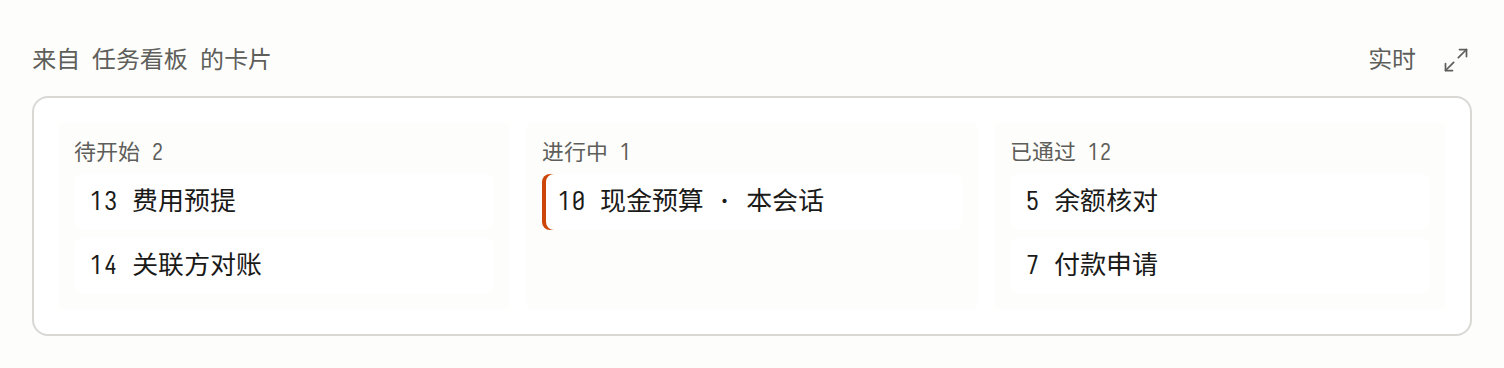 来自 任务看板 的卡片
实时
待开始 2
13 费用预提
14 关联方对账
进行中 1
10 现金预算 · 本会话
已通过 12
5 余额核对
7 付款申请